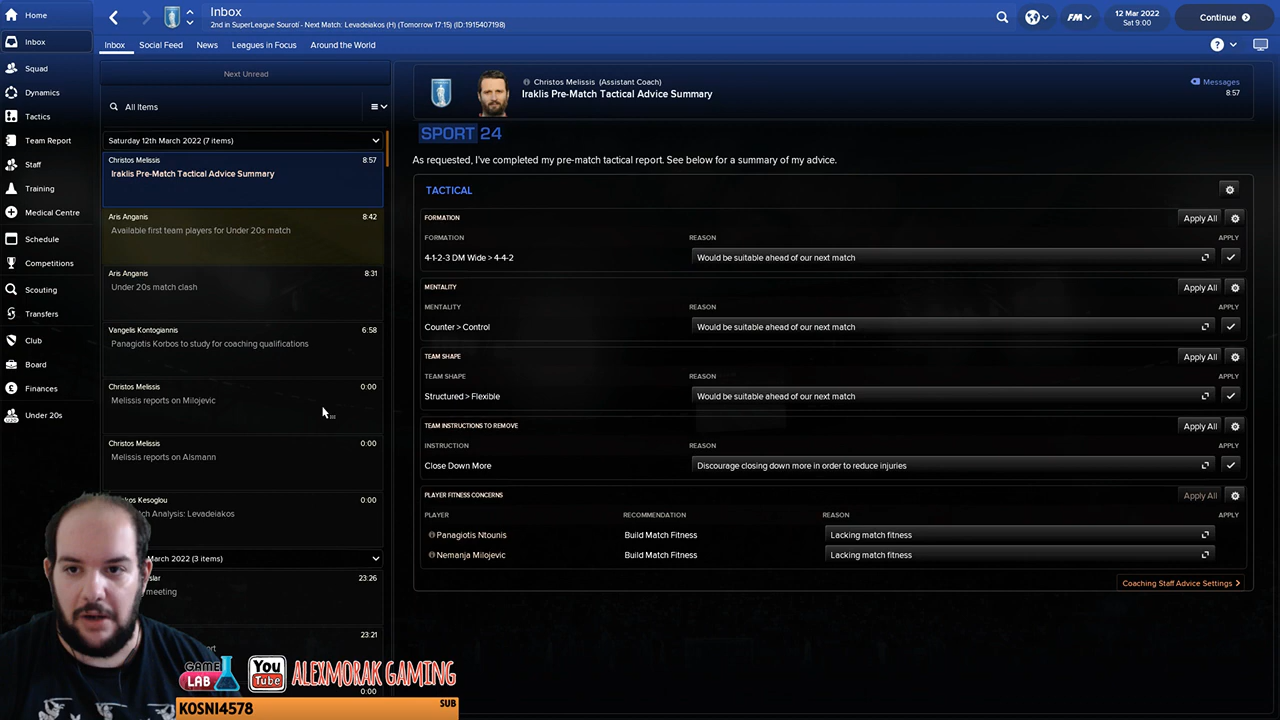 Home
Inbox
2nd in SuperLeague Souroti - Next Match: Levadeiakos (H) (Tomorrow 17:15) (ID:1915407198)
FM
12 Mar 2022
Sat 9:00
Continue
Inbox
Squad
Dynamics
Tactics
Team Report
Staff
Training
Medical Centre
Schedule
Competitions
Scouting
Transfers
Club
Board
Finances
Under 20s
Inbox
Social Feed
News
Leagues in Focus
Around the World
?
Next Unread
All Items
Saturday 12th March 2022 (7 items)
Christos Melissis 8:57
Iraklis Pre-Match Tactical Advice Summary
Aris Anganis 8:42
Available first team players for Under 20s match
Aris Anganis 8:31
Under 20s match clash
Vangelis Kontogiannis 6:58
Panagiotis Korbos to study for coaching qualifications
Christos Melissis 0:00
Melissis reports on Milojevic
Christos Melissis 0:00
Melissis reports on Alsmann
Kesoglou 0:00
Analysis: Levadeiakos
March 2022 (3 items)
23:26
meeting
23:21
0:00
Christos Melissis (Assistant Coach)
Iraklis Pre-Match Tactical Advice Summary
Messages
8:57
SPORT 24
As requested, I've completed my pre-match tactical report. See below for a summary of my advice.
TACTICAL
FORMATION Apply All
FORMATION REASON APPLY
4-1-2-3 DM Wide > 4-4-2 Would be suitable ahead of our next match
MENTALITY Apply All
MENTALITY REASON APPLY
Counter > Control Would be suitable ahead of our next match
TEAM SHAPE Apply All
TEAM SHAPE REASON APPLY
Structured > Flexible Would be suitable ahead of our next match
TEAM INSTRUCTIONS TO REMOVE Apply All
INSTRUCTION REASON APPLY
Close Down More Discourage closing down more in order to reduce injuries
PLAYER FITNESS CONCERNS Apply All
PLAYER RECOMMENDATION REASON APPLY
Panagiotis Ntounis Build Match Fitness Lacking match fitness
Nemanja Milojevic Build Match Fitness Lacking match fitness
Coaching Staff Advice Settings >
GAME LAB
You Tube
ALEXMORAK GAMING
KOSNI4578 SUB